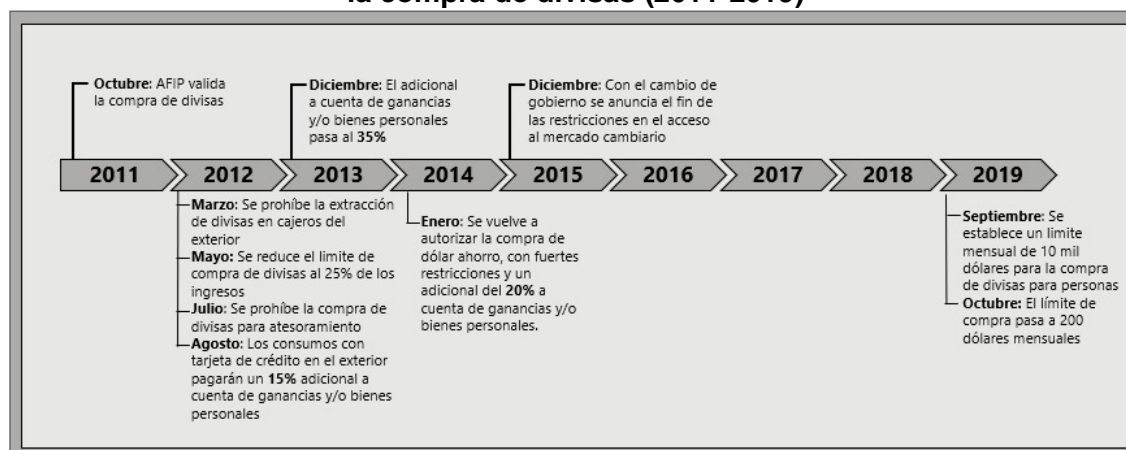 la compra de divisas (2011-2019)
Octubre: AFIP valida
la compra de divisas
Diciembre: El adicional
a cuenta de ganancias
y/o bienes personales
pasa al 35%
Diciembre: Con el cambio de
gobierno se anuncia el fin de
las restricciones en el acceso
al mercado cambiario
2011 2012 2013 2014 2015 2016 2017 2018 2019
Marzo: Se prohíbe la extracción
de divisas en cajeros del
exterior
Mayo: Se reduce el limite de
compra de divisas al 25% de los
ingresos
Julio: Se prohíbe la compra de
divisas para atesoramiento
Agosto: Los consumos con
tarjeta de crédito en el exterior
pagarán un 15% adicional a
cuenta de ganancias y/o bienes
personales
Enero: Se vuelve a
autorizar la compra de
dólar ahorro, con fuertes
restricciones y un
adicional del 20% a
cuenta de ganancias y/o
bienes personales.
Septiembre: Se
establece un limite
mensual de 10 mil
dólares para la compra
de divisas para personas
Octubre: El límite de
compra pasa a 200
dólares mensuales